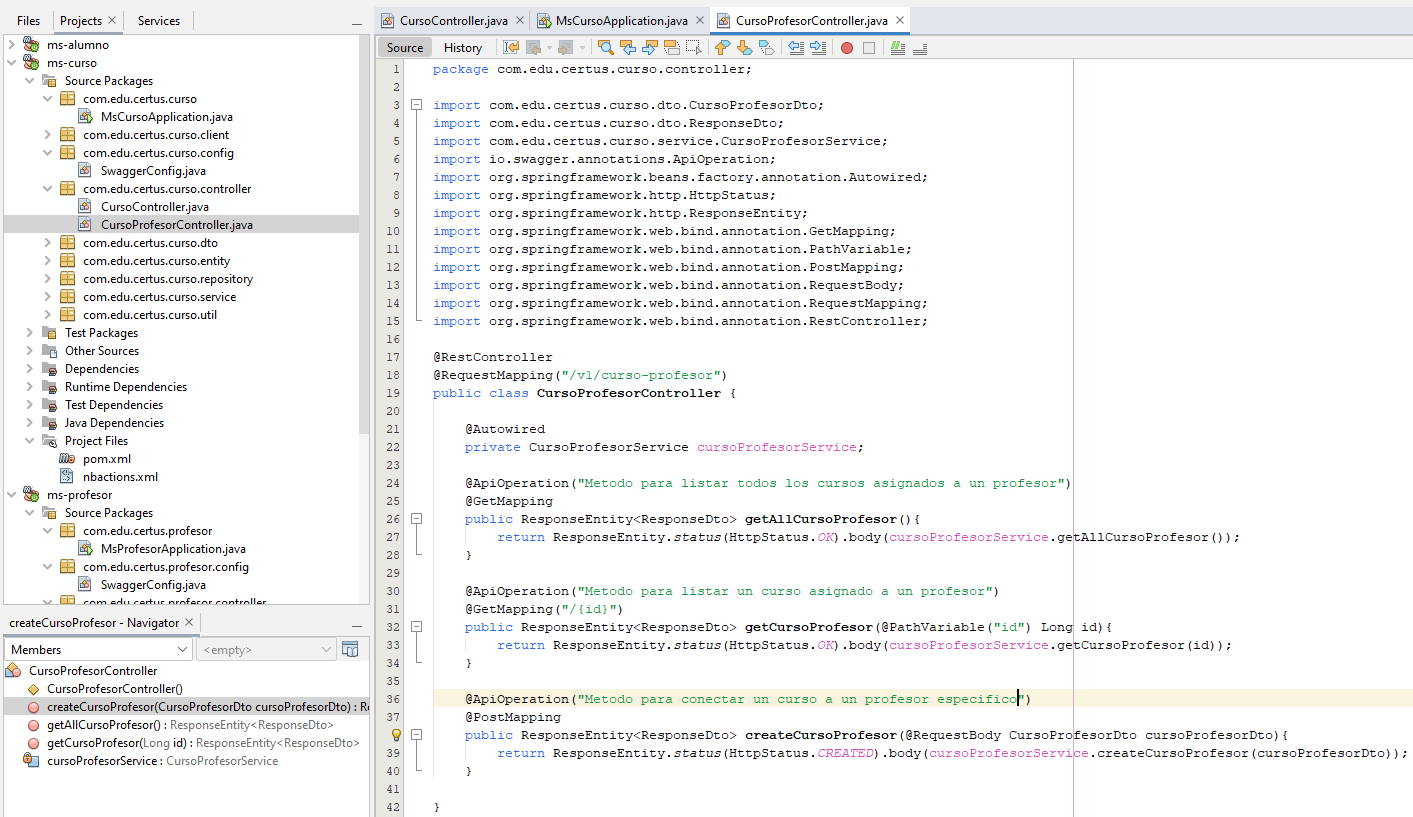 Files
Projects
Services
ms-alumno
ms-curso
Source Packages
com.edu.certus.curso
MsCursoApplication.java
com.edu.certus.curso.client
com.edu.certus.curso.config
SwaggerConfig.java
com.edu.certus.curso.controller
CursoController.java
CursoProfesorController.java
com.edu.certus.curso.dto
com.edu.certus.curso.entity
com.edu.certus.curso.repository
com.edu.certus.curso.service
com.edu.certus.curso.util
Test Packages
Other Sources
Dependencies
Runtime Dependencies
Test Dependencies
Java Dependencies
Project Files
pom.xml
nbactions.xml
ms-profesor
Source Packages
com.edu.certus.profesor
MsProfesorApplication.java
com.edu.certus.profesor.config
SwaggerConfig.java
com.edu.certus.profesor.controller
createCursoProfesor - Navigator
Members
<empty>
CursoProfesorController
CursoProfesorController()
createCursoProfesor(CursoProfesorDto cursoProfesorDto) : Re
getAllCursoProfesor() : ResponseEntity<ResponseDto>
getCursoProfesor(Long id) : ResponseEntity<ResponseDto>
cursoProfesorService : CursoProfesorService
CursoController.java
MsCursoApplication.java
CursoProfesorController.java
Source
History
1 package com.edu.certus.curso.controller;
2
3 import com.edu.certus.curso.dto.CursoProfesorDto;
4 import com.edu.certus.curso.dto.ResponseDto;
5 import com.edu.certus.curso.service.CursoProfesorService;
6 import io.swagger.annotations.ApiOperation;
7 import org.springframework.beans.factory.annotation.Autowired;
8 import org.springframework.http.HttpStatus;
9 import org.springframework.http.ResponseEntity;
10 import org.springframework.web.bind.annotation.GetMapping;
11 import org.springframework.web.bind.annotation.PathVariable;
12 import org.springframework.web.bind.annotation.PostMapping;
13 import org.springframework.web.bind.annotation.RequestBody;
14 import org.springframework.web.bind.annotation.RequestMapping;
15 import org.springframework.web.bind.annotation.RestController;
16
17 @RestController
18 @RequestMapping("/v1/curso-profesor")
19 public class CursoProfesorController {
20
21 @Autowired
22 private CursoProfesorService cursoProfesorService;
23
24 @ApiOperation("Metodo para listar todos los cursos asignados a un profesor")
25 @GetMapping
26 public ResponseEntity<ResponseDto> getAllCursoProfesor(){
27 return ResponseEntity.status(HttpStatus.OK).body(cursoProfesorService.getAllCursoProfesor());
28 }
29
30 @ApiOperation("Metodo para listar un curso asignado a un profesor")
31 @GetMapping("/{id}")
32 public ResponseEntity<ResponseDto> getCursoProfesor(@PathVariable("id") Long id){
33 return ResponseEntity.status(HttpStatus.OK).body(cursoProfesorService.getCursoProfesor(id));
34 }
35
36 @ApiOperation("Metodo para conectar un curso a un profesor especifico")
37 @PostMapping
public ResponseEntity<ResponseDto> createCursoProfesor(@RequestBody CursoProfesorDto cursoProfesorDto){
39 return ResponseEntity.status(HttpStatus.CREATED).body(cursoProfesorService.createCursoProfesor(cursoProfesorDto));
40 }
41
42 }